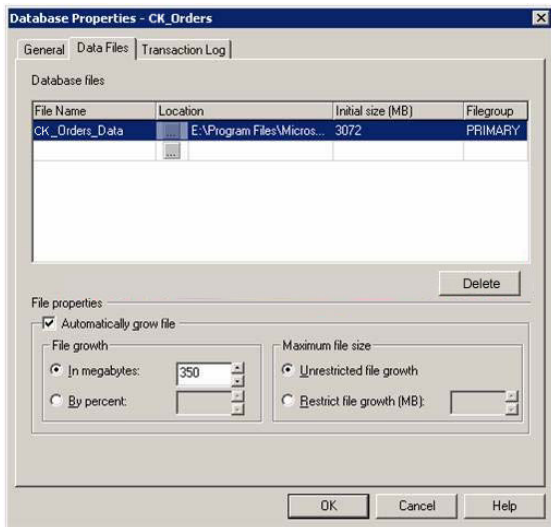 Database Properties - CK_Orders
General Data Files Transaction Log
Database files
File Name Location Initial size (MB) Filegroup
CK_Orders_Data ... E:\Program Files\Micros... 3072 PRIMARY
...
Delete
File properties
Automatically grow file
File growth
In megabytes: 350
By percent:
Maximum file size
Unrestricted file growth
Restrict file growth (MB):
OK Cancel Help